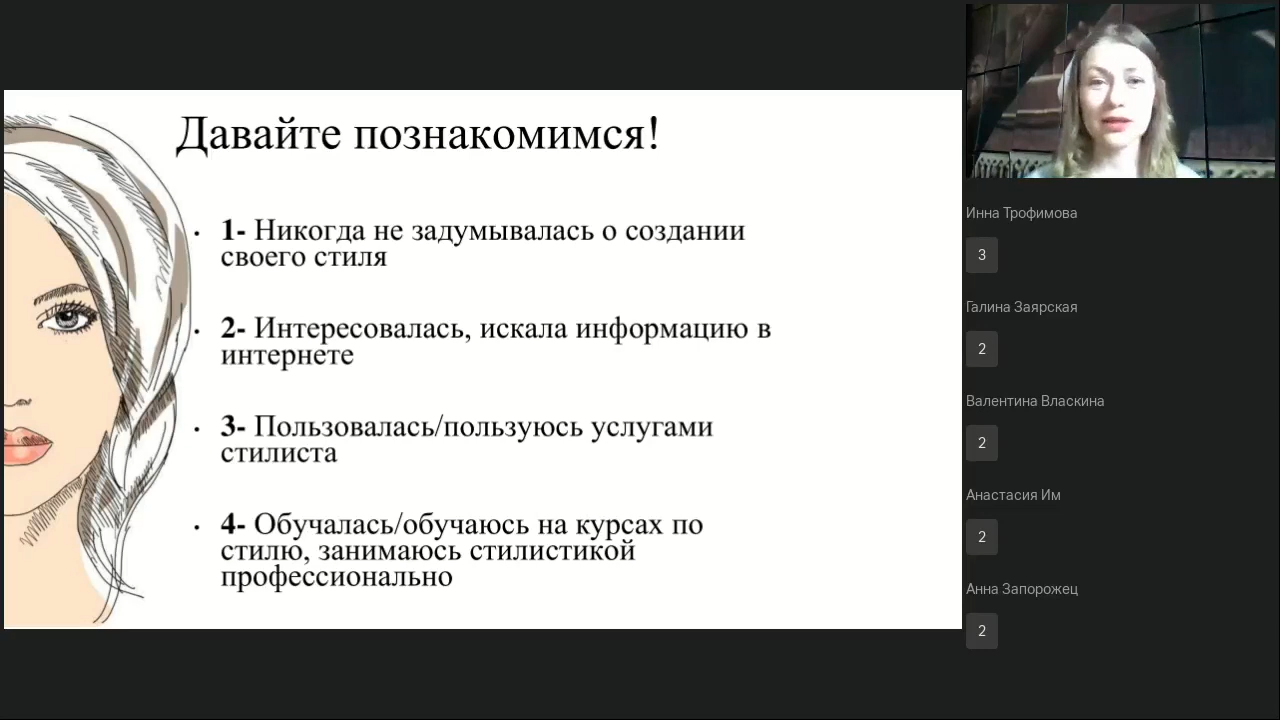 Давайте познакомимся!
• 1- Никогда не задумывалась о создании
своего стиля
• 2- Интересовалась, искала информацию в
интернете
• 3- Пользовалась/пользуюсь услугами
стилиста
• 4- Обучалась/обучаюсь на курсах по
стилю, занимаюсь стилистикой
профессионально
Инна Трофимова
3
Галина Заярская
2
Валентина Власкина
2
Анастасия Им
2
Анна Запорожец
2